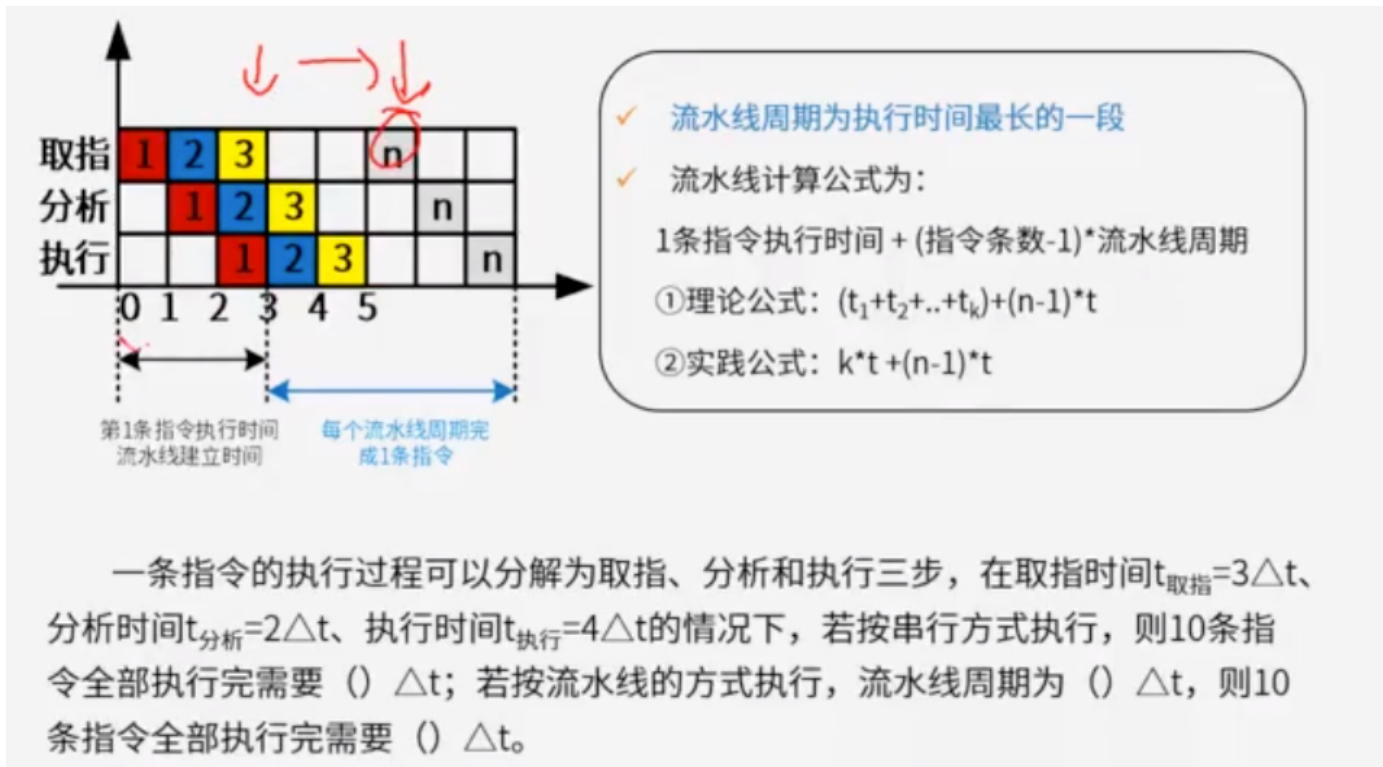 取指 1 2 3 n
分析 1 2 3 n
执行 1 2 3 n
0 1 2 3 4 5
第1条指令执行时间
流水线建立时间
每个流水线周期完
成1条指令
✓ 流水线周期为执行时间最长的一段
✓ 流水线计算公式为：
1条指令执行时间 + (指令条数-1)*流水线周期
①理论公式：(t₁+t₂+..+tₖ)+(n-1)*t
②实践公式：k*t +(n-1)*t
一条指令的执行过程可以分解为取指、分析和执行三步，在取指时间t取指=3△t、
分析时间t分析=2△t、执行时间t执行=4△t的情况下，若按串行方式执行，则10条指
令全部执行完需要（）△t；若按流水线的方式执行，流水线周期为（）△t，则10
条指令全部执行完需要（）△t。